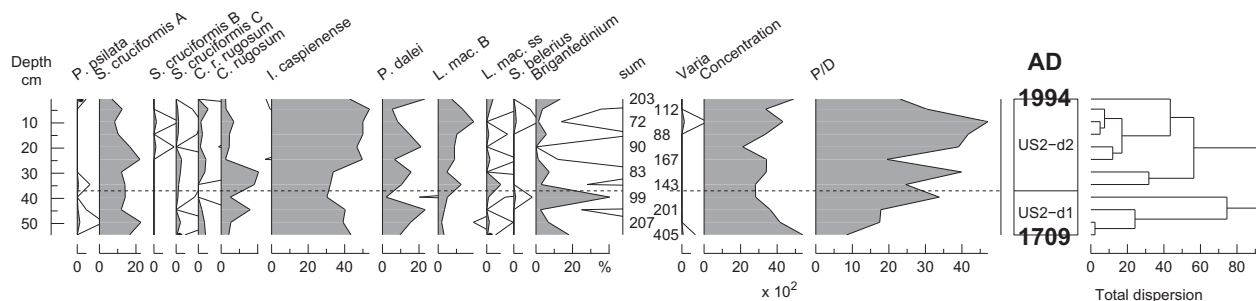 P. psilata
S. cruciformis A
S. cruciformis B
S. cruciformis C
C. r. rugosum
C. rugosum
I. caspienense
P. dalei
L. mac. B
L. mac. ss
S. belerius
Brigantedinium
sum
Varia
Concentration
P/D
Depth
cm
10
20
30
40
50
203
112
72
88
90
167
83
143
99
201
207
405
AD
1994
US2-d2
US2-d1
1709
0 0 20 0 0 0 0 0 20 40 0 20 0 20 0 0 0 20 % 0 0 20 40 0 10 20 30 40 0 20 40 60 80
x 10²
Total dispersion